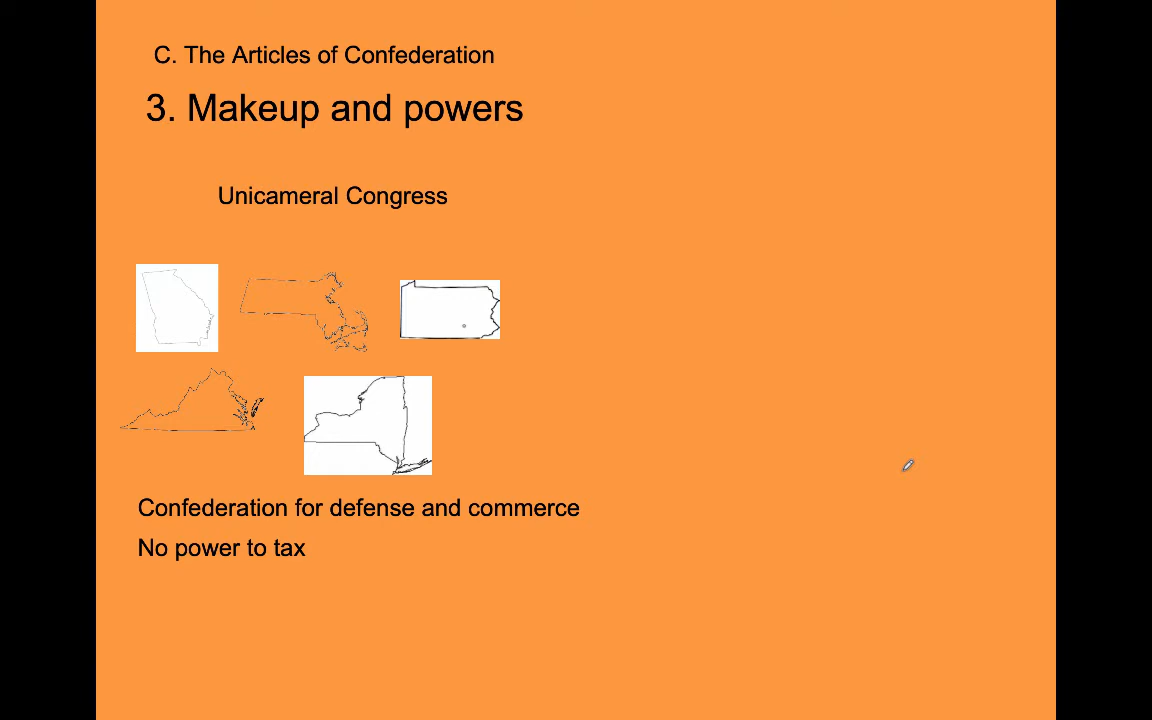 C. The Articles of Confederation
3. Makeup and powers
Unicameral Congress
Confederation for defense and commerce
No power to tax